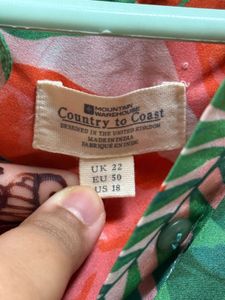 MOUNTAIN
WAREHOUSE
Country to Coast
DESIGNED IN THE UNITED KINGDOM
MADE IN INDIA
FABRIQUÉ EN INDE
UK 22
EU 50
US 18